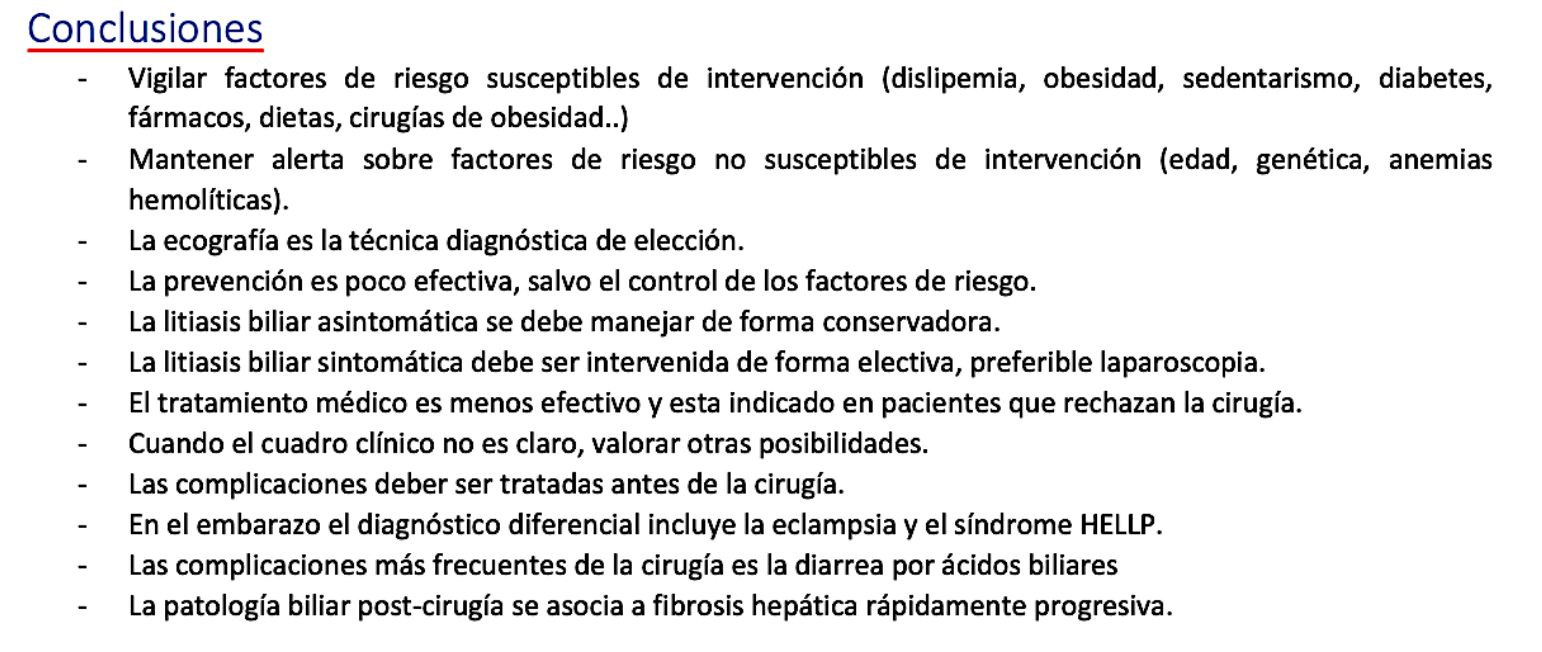 Conclusiones
- Vigilar factores de riesgo susceptibles de intervención (dislipemia, obesidad, sedentarismo, diabetes,
fármacos, dietas, cirugías de obesidad..)
- Mantener alerta sobre factores de riesgo no susceptibles de intervención (edad, genética, anemias
hemolíticas).
- La ecografía es la técnica diagnóstica de elección.
- La prevención es poco efectiva, salvo el control de los factores de riesgo.
- La litiasis biliar asintomática se debe manejar de forma conservadora.
- La litiasis biliar sintomática debe ser intervenida de forma electiva, preferible laparoscopia.
- El tratamiento médico es menos efectivo y esta indicado en pacientes que rechazan la cirugía.
- Cuando el cuadro clínico no es claro, valorar otras posibilidades.
- Las complicaciones deber ser tratadas antes de la cirugía.
- En el embarazo el diagnóstico diferencial incluye la eclampsia y el síndrome HELLP.
- Las complicaciones más frecuentes de la cirugía es la diarrea por ácidos biliares
- La patología biliar post-cirugía se asocia a fibrosis hepática rápidamente progresiva.